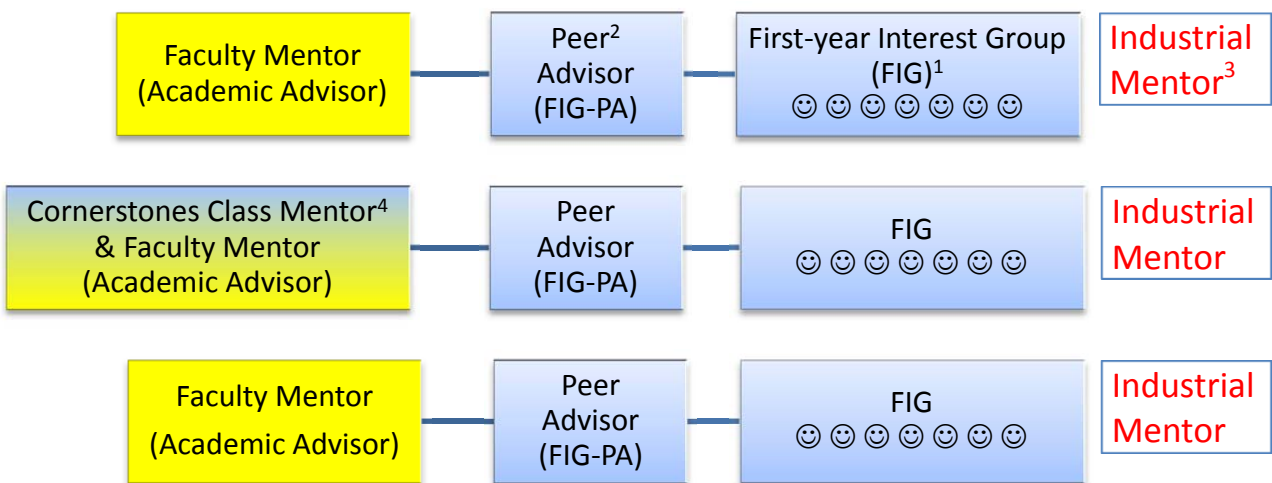 Faculty Mentor
(Academic Advisor)
Peer²
Advisor
(FIG-PA)
First-year Interest Group
(FIG)¹
☺ ☺ ☺ ☺ ☺ ☺ ☺
Industrial
Mentor³
Cornerstones Class Mentor⁴
& Faculty Mentor
(Academic Advisor)
Peer
Advisor
(FIG-PA)
FIG
☺ ☺ ☺ ☺ ☺ ☺ ☺
Industrial
Mentor
Faculty Mentor
(Academic Advisor)
Peer
Advisor
(FIG-PA)
FIG
☺ ☺ ☺ ☺ ☺ ☺ ☺
Industrial
Mentor